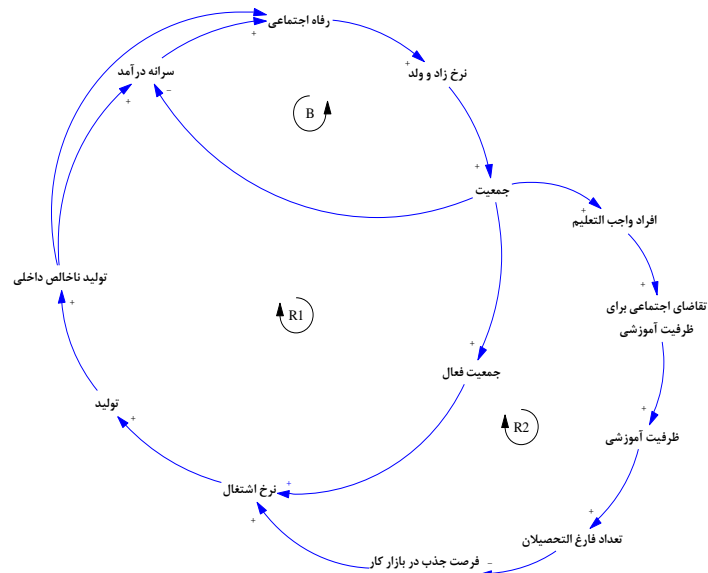 رفاه اجتماعی
+
+
سرانه درآمد
+
-
نرخ زاد و ولد
+
B
+
جمعیت
+
افراد واجب التعلیم
تولید ناخالص داخلی
+
+
تقاضای اجتماعی برای
ظرفیت آموزشی
R1
+
جمعیت فعال
تولید
+
+
ظرفیت آموزشی
R2
+
نرخ اشتغال
+
+
تعداد فارغ التحصیلان
-
فرصت جذب در بازار کار